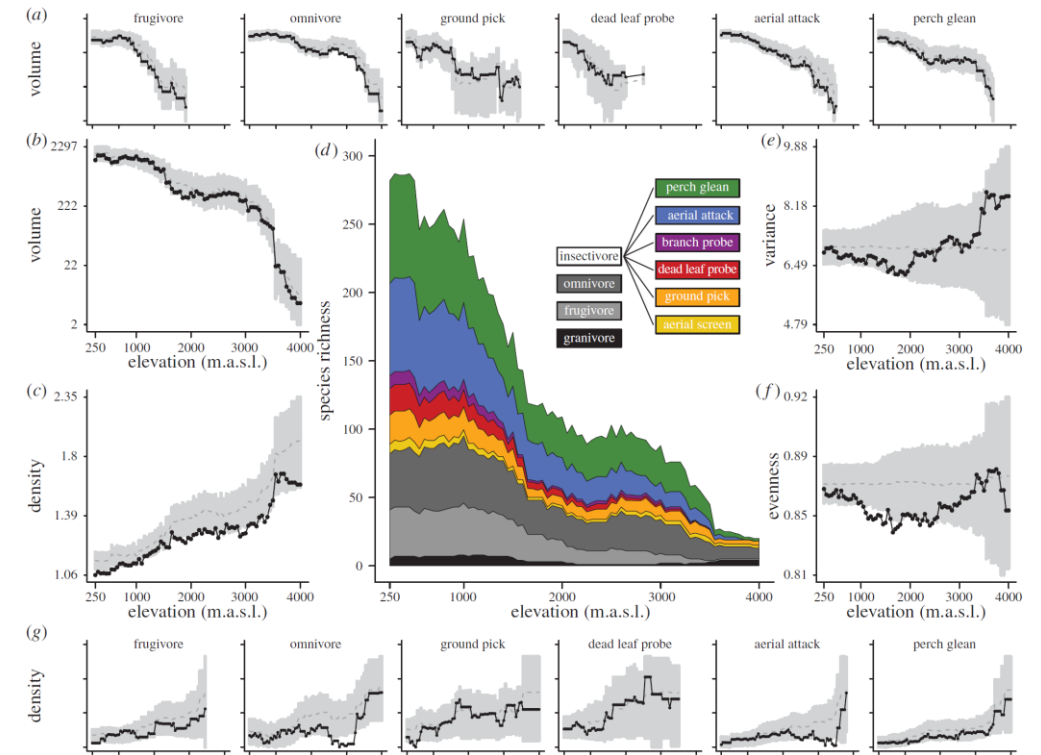 (a) frugivore omnivore ground pick dead leaf probe aerial attack perch glean
volume
(b) 2297
222
22
2
volume
250 1000 2000 3000 4000
elevation (m.a.s.l.)
(c) 2.35
1.8
1.39
1.06
density
250 1000 2000 3000 4000
elevation (m.a.s.l.)
(d) 300
250
200
150
100
50
0
species richness
perch glean
aerial attack
branch probe
insectivore dead leaf probe
omnivore ground pick
frugivore aerial screen
granivore
250 1000 2000 3000 4000
elevation (m.a.s.l.)
(e) 9.88
8.18
6.49
4.79
variance
250 1000 2000 3000 4000
elevation (m.a.s.l.)
(f) 0.92
0.89
0.85
0.81
evenness
250 1000 2000 3000 4000
elevation (m.a.s.l.)
(g) frugivore omnivore ground pick dead leaf probe aerial attack perch glean
density